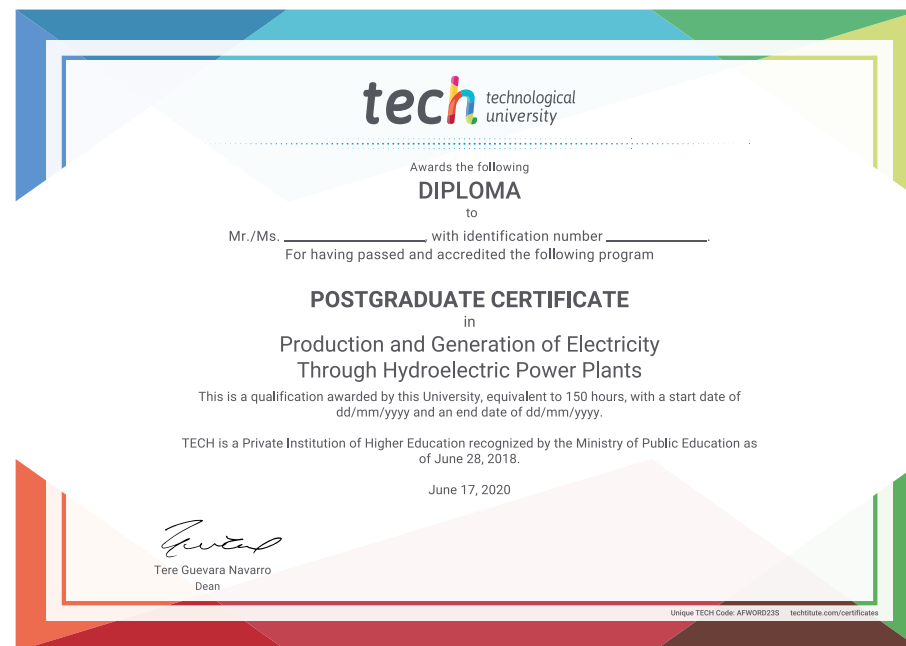 tech technological
university
Awards the following
DIPLOMA
to
Mr./Ms. ____________________, with identification number ______________.
For having passed and accredited the following program
POSTGRADUATE CERTIFICATE
in
Production and Generation of Electricity
Through Hydroelectric Power Plants
This is a qualification awarded by this University, equivalent to 150 hours, with a start date of
dd/mm/yyyy and an end date of dd/mm/yyyy.
TECH is a Private Institution of Higher Education recognized by the Ministry of Public Education as
of June 28, 2018.
June 17, 2020
Tere Guevara Navarro
Dean
Unique TECH Code: AFWORD23S techtitute.com/certificates